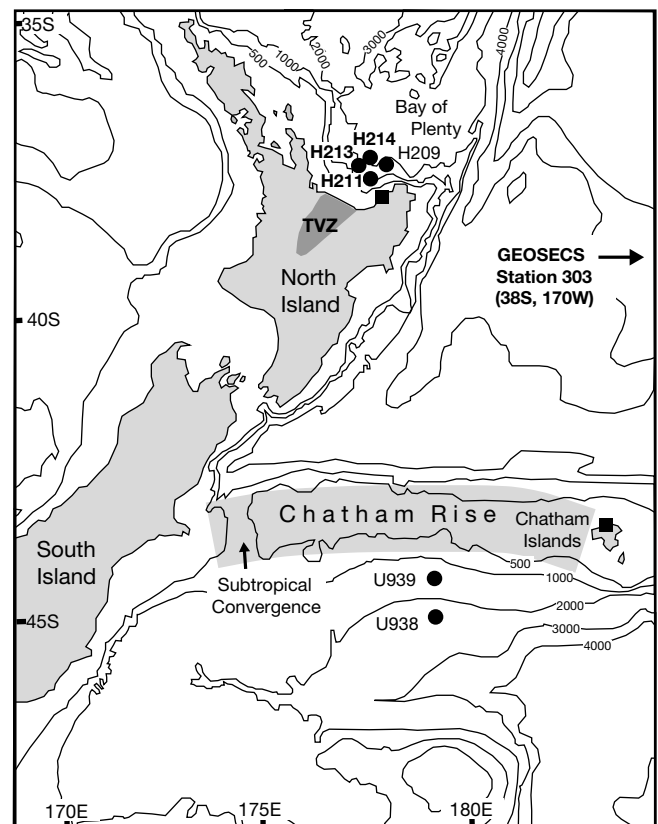 35S
500
1000
2000
3000
4000
Bay of
Plenty
H214
H213
H209
H211
TVZ
GEOSECS
Station 303
(38S, 170W)
North
Island
40S
Chatham Rise
Chatham
Islands
South
Island
Subtropical
Convergence
500
U939
1000
2000
45S
U938
3000
4000
170E
175E
180E